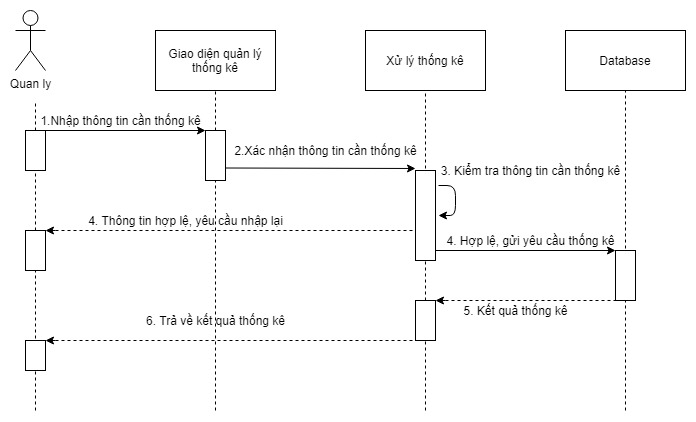 Quan ly
Giao diện quản lý
thống kê
Xử lý thống kê
Database
1.Nhập thông tin cần thống kê
2.Xác nhận thông tin cần thống kê
3. Kiểm tra thông tin cần thống kê
4. Thông tin hợp lệ, yêu cầu nhập lại
4. Hợp lệ, gửi yêu cầu thống kê
5. Kết quả thống kê
6. Trả về kết quả thống kê